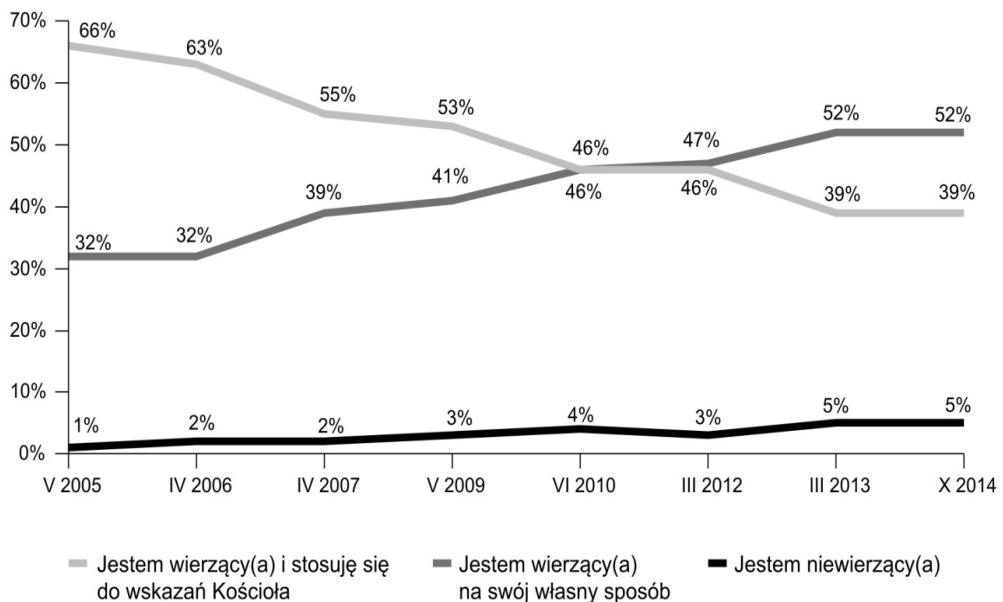 70%
66%
63%
60%
55%
53%
52%
52%
50%
46%
47%
41%
39%
46%
46%
40%
39%
39%
32%
32%
30%
20%
10%
1%
2%
2%
3%
4%
3%
5%
5%
0%
V 2005
IV 2006
IV 2007
V 2009
VI 2010
III 2012
III 2013
X 2014
Jestem wierzący(a) i stosuję się
do wskazań Kościoła
Jestem wierzący(a)
na swój własny sposób
Jestem niewierzący(a)